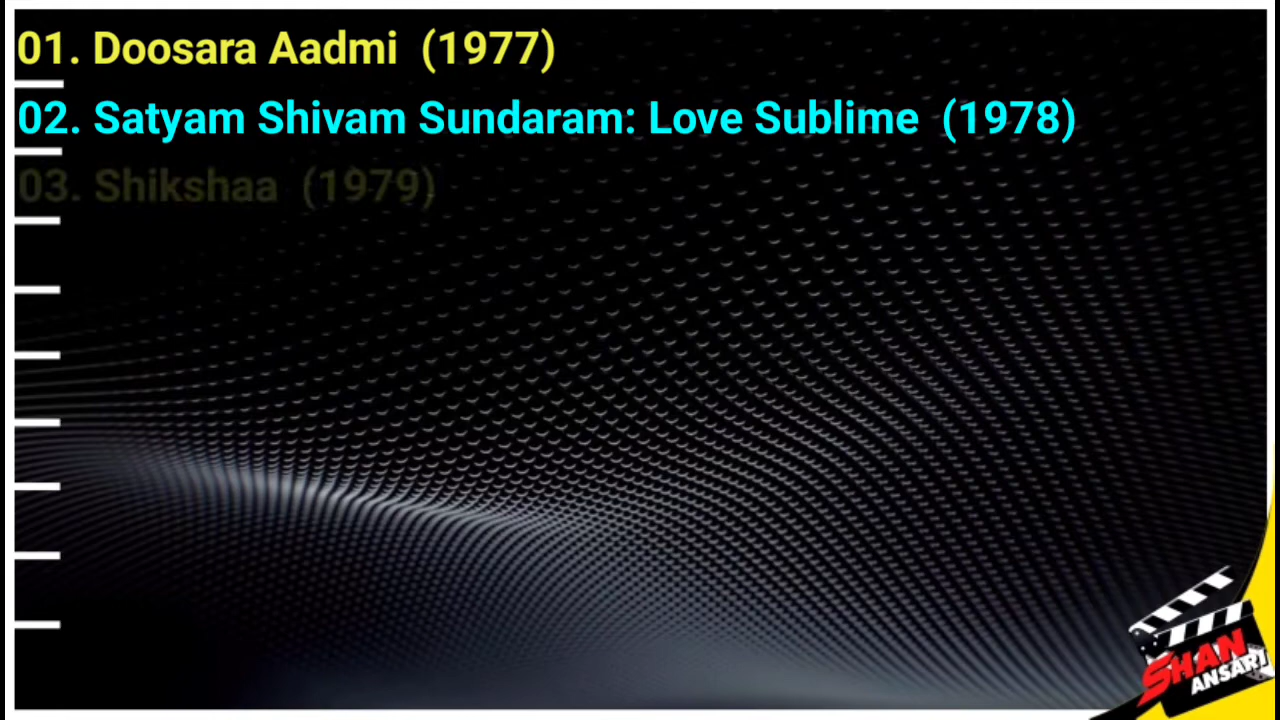 01. Doosara Aadmi (1977)
02. Satyam Shivam Sundaram: Love Sublime (1978)
03. Shikshaa (1979)
SHAN
ANSARI